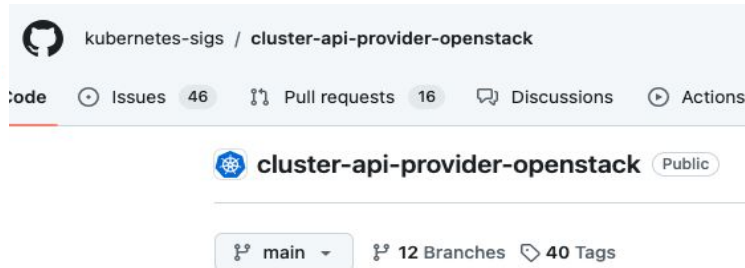 kubernetes-sigs / cluster-api-provider-openstack
Code Issues 46 Pull requests 16 Discussions Actions
cluster-api-provider-openstack Public
main 12 Branches 40 Tags